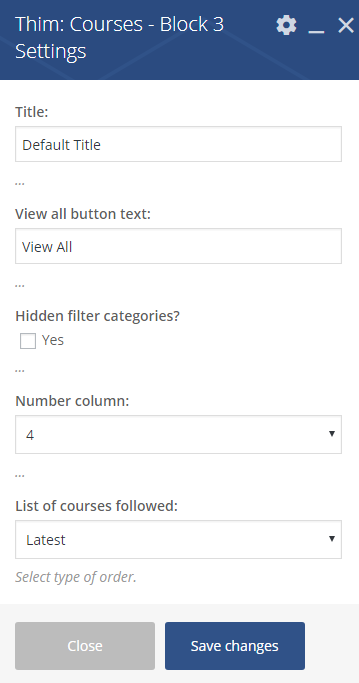 Thim: Courses - Block 3
Settings
Title:
Default Title
...
View all button text:
View All
...
Hidden filter categories?
Yes
...
Number column:
4
...
List of courses followed:
Latest
Select type of order.
Close
Save changes